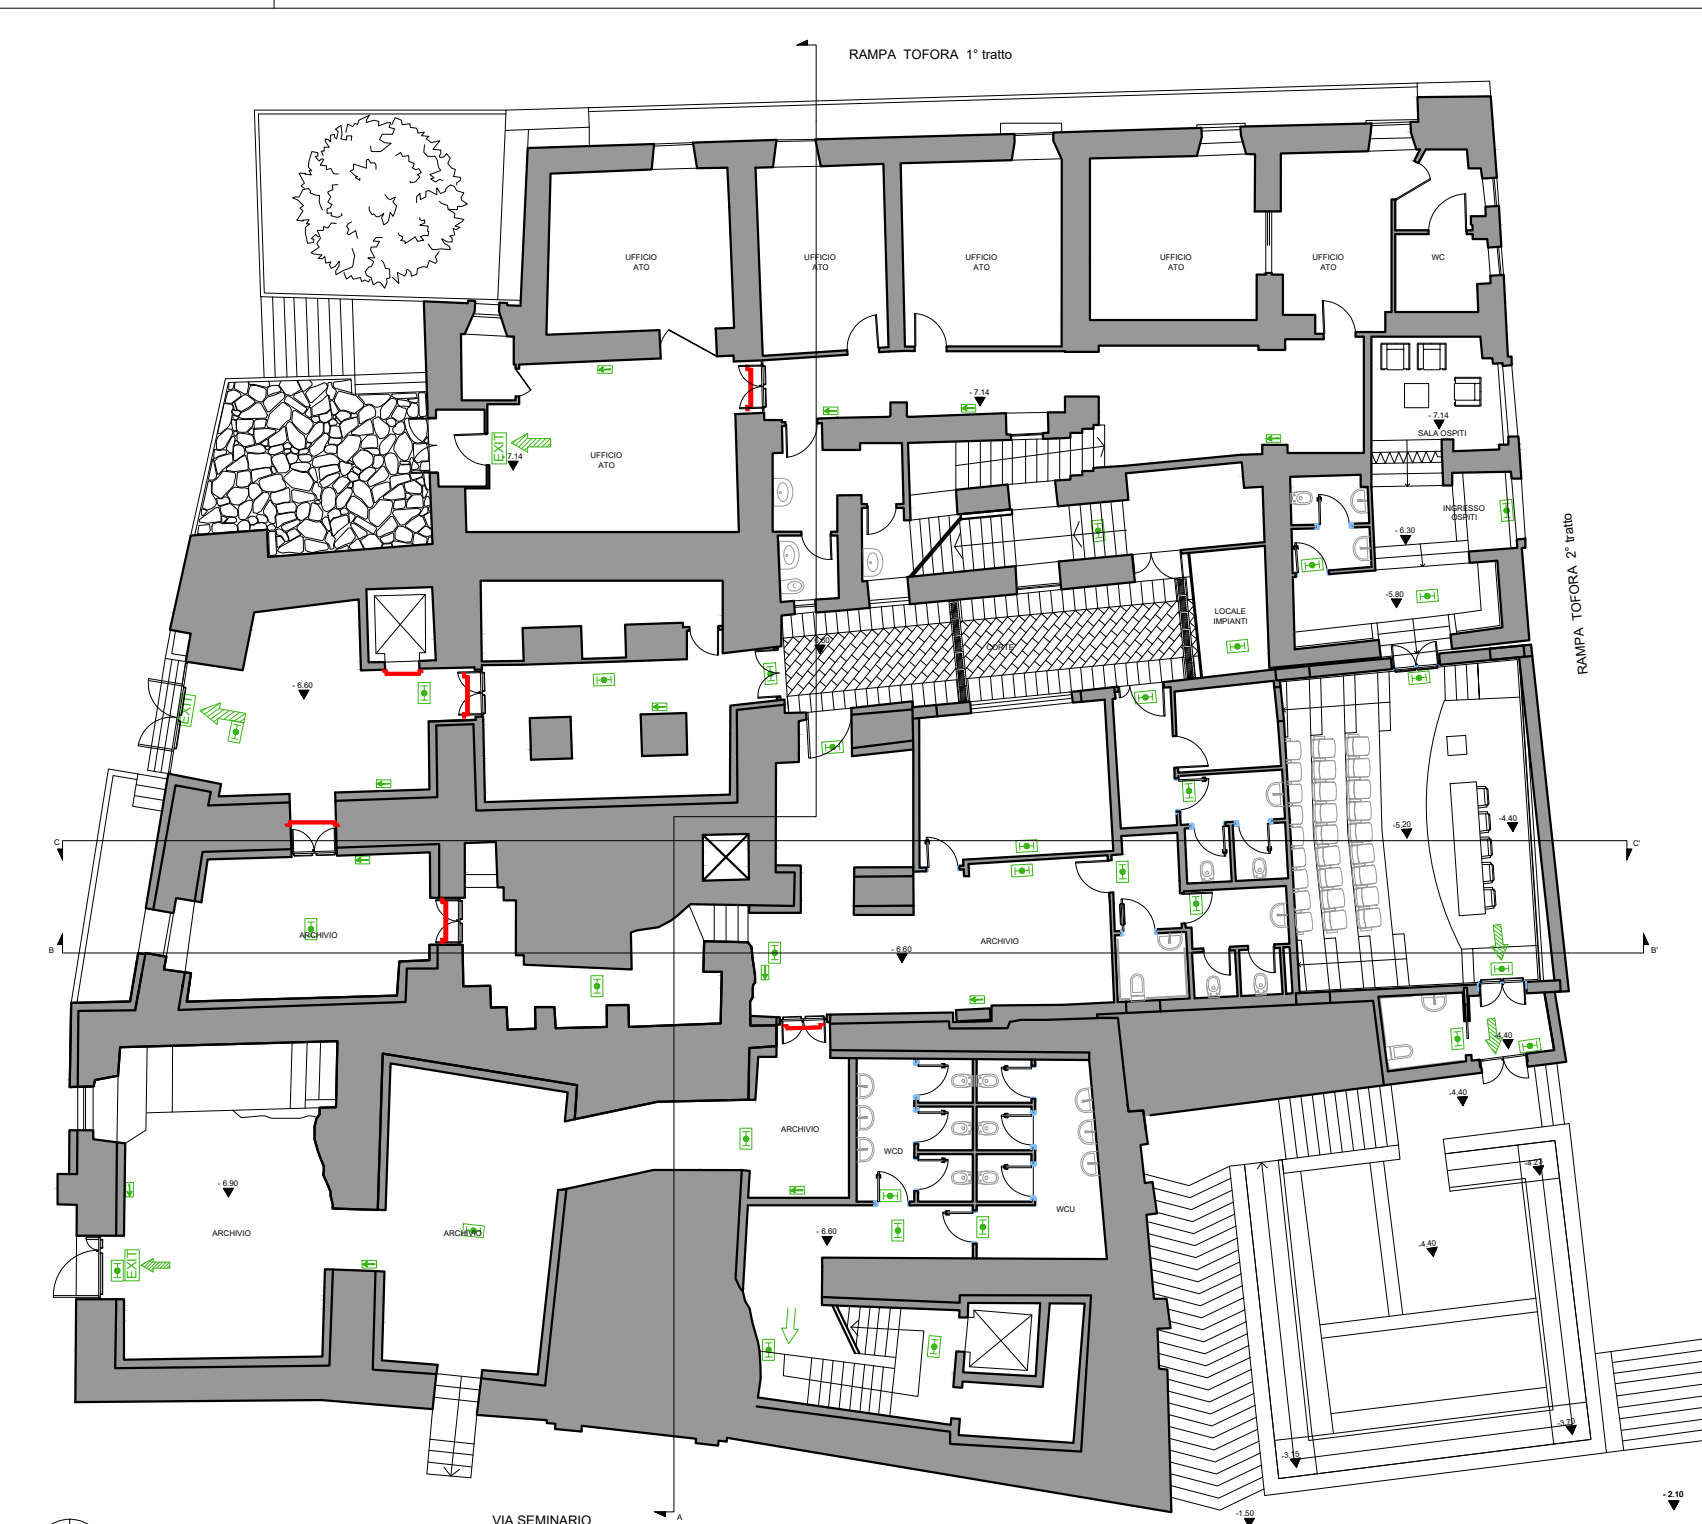 RAMPA TOFORA 1° tratto
UFFICIO
ATO
UFFICIO
ATO
UFFICIO
ATO
UFFICIO
ATO
UFFICIO
ATO
WC
- 7.14
- 7.14
SALA OSPITI
EXIT
- 7.14
UFFICIO
ATO
INGRESSO
OSPITI
- 6.30
RAMPA TOFORA 2° tratto
-5.80
LOCALE
IMPIANTI
CORTE
- 6.60
EXIT
-5.20
-4.40
C
C'
ARCHIVIO
ARCHIVIO
- 6.60
B
B'
-4.40
-4.40
ARCHIVIO
WCD
-4.23
- 6.90
WCU
ARCHIVIO
ARCHIVIO
- 6.60
-4.40
EXIT
-3.70
-3.15
- 2.10
-1.50
A
VIA SEMINARIO